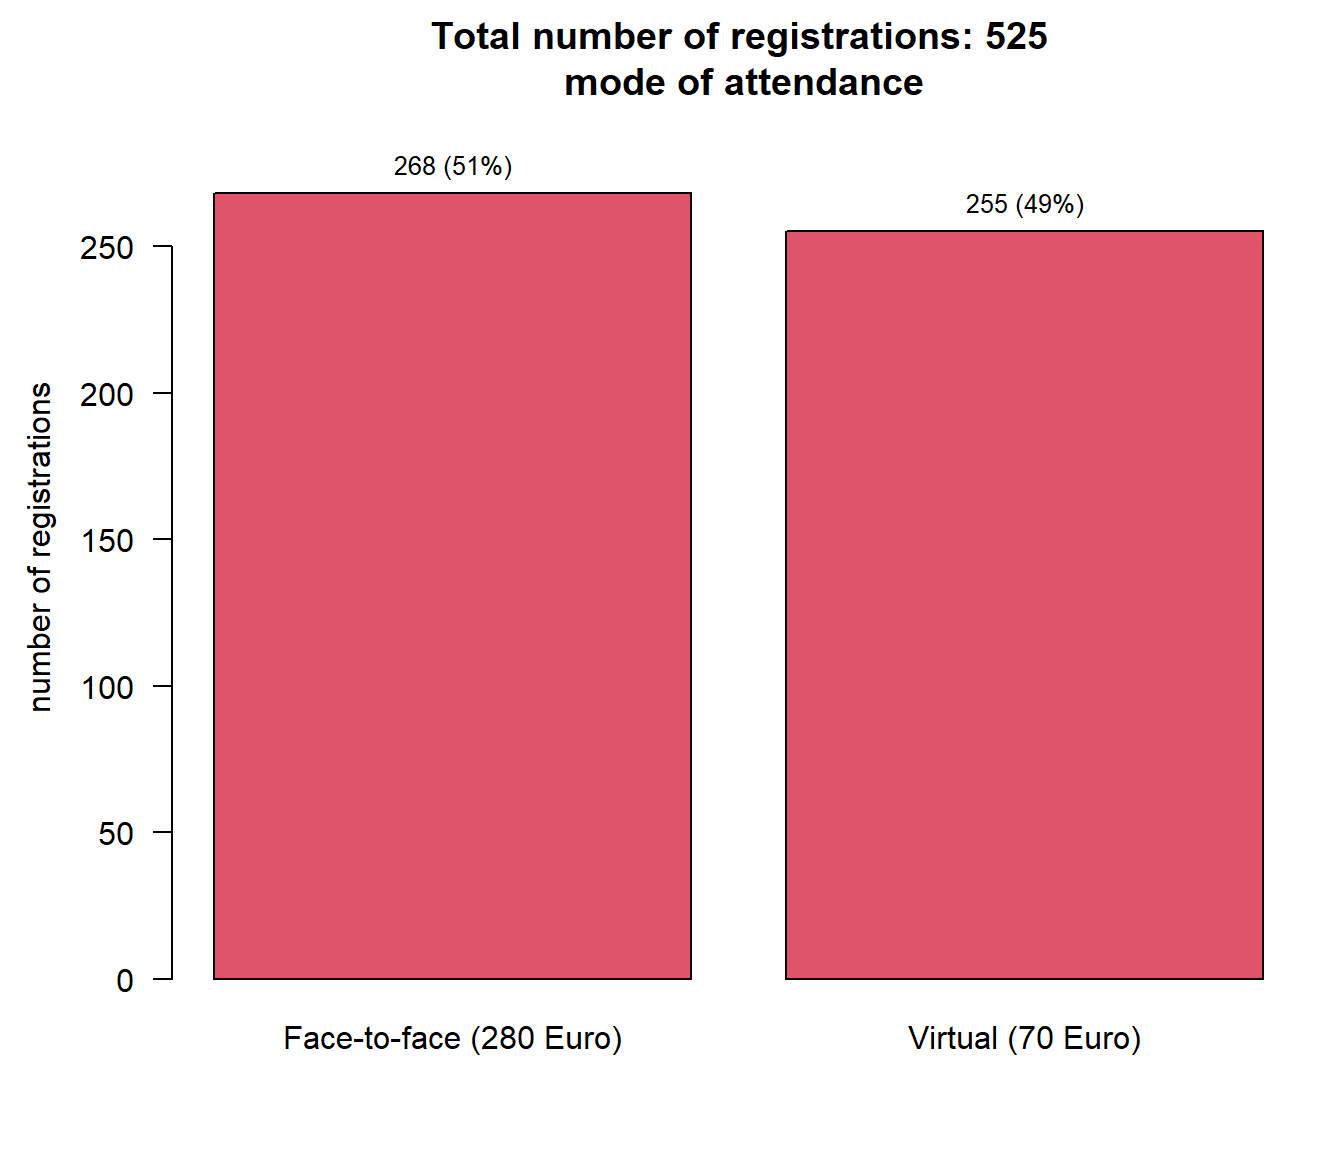 Total number of registrations: 525
mode of attendance
268 (51%)
255 (49%)
250
200
150
100
50
0
number of registrations
Face-to-face (280 Euro)
Virtual (70 Euro)